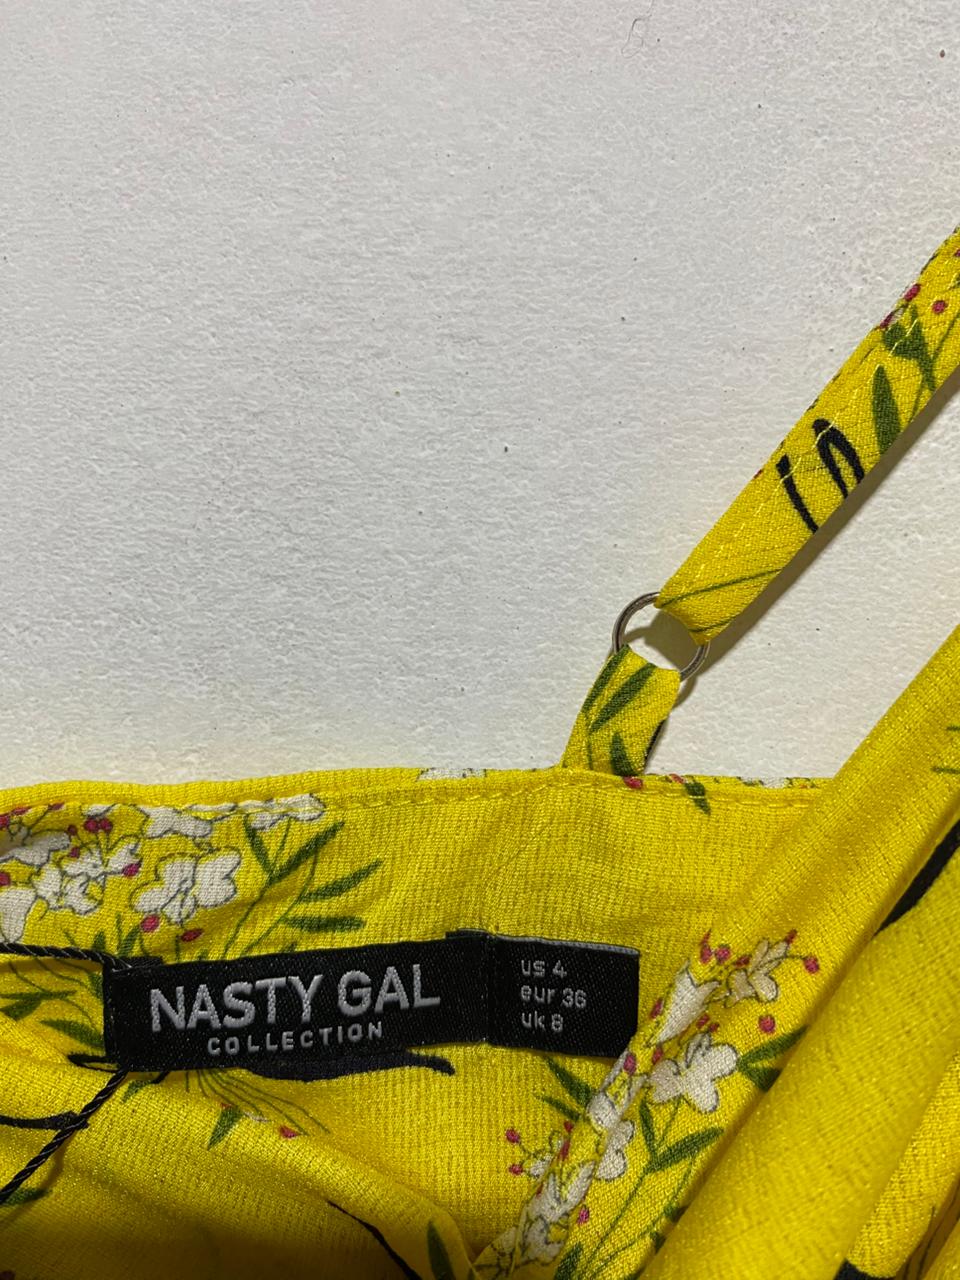 NASTY GAL
COLLECTION
us 4
eur 36
uk 8